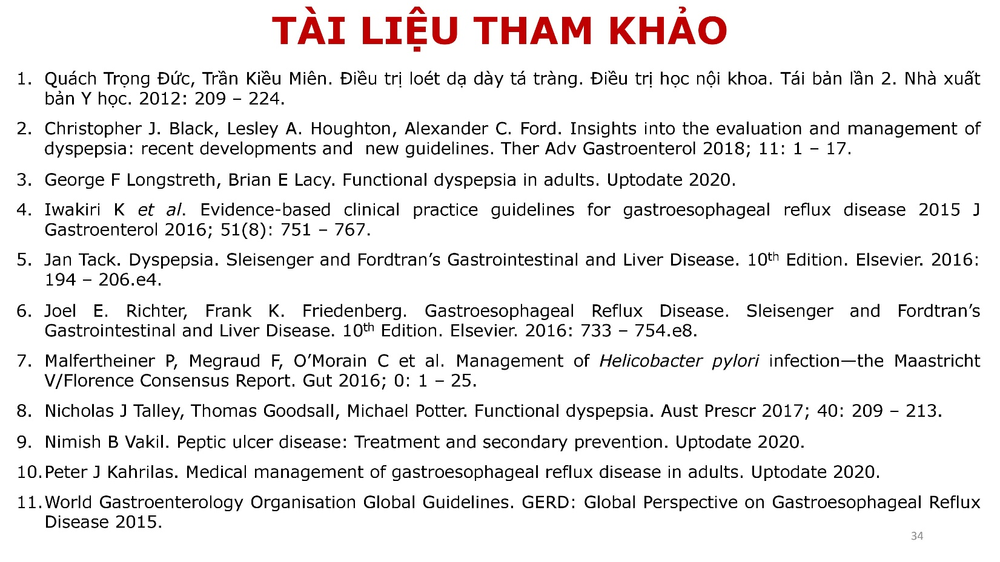 TÀI LIỆU THAM KHẢO
1. Quách Trọng Đức, Trần Kiều Miên. Điều trị loét dạ dày tá tràng. Điều trị học nội khoa. Tái bản lần 2. Nhà xuất
bản Y học. 2012: 209 – 224.
2. Christopher J. Black, Lesley A. Houghton, Alexander C. Ford. Insights into the evaluation and management of
dyspepsia: recent developments and new guidelines. Ther Adv Gastroenterol 2018; 11: 1 – 17.
3. George F Longstreth, Brian E Lacy. Functional dyspepsia in adults. Uptodate 2020.
4. Iwakiri K et al. Evidence-based clinical practice guidelines for gastroesophageal reflux disease 2015 J
Gastroenterol 2016; 51(8): 751 – 767.
5. Jan Tack. Dyspepsia. Sleisenger and Fordtran’s Gastrointestinal and Liver Disease. 10th Edition. Elsevier. 2016:
194 – 206.e4.
6. Joel E. Richter, Frank K. Friedenberg. Gastroesophageal Reflux Disease. Sleisenger and Fordtran’s
Gastrointestinal and Liver Disease. 10th Edition. Elsevier. 2016: 733 – 754.e8.
7. Malfertheiner P, Megraud F, O’Morain C et al. Management of Helicobacter pylori infection—the Maastricht
V/Florence Consensus Report. Gut 2016; 0: 1 – 25.
8. Nicholas J Talley, Thomas Goodsall, Michael Potter. Functional dyspepsia. Aust Prescr 2017; 40: 209 – 213.
9. Nimish B Vakil. Peptic ulcer disease: Treatment and secondary prevention. Uptodate 2020.
10. Peter J Kahrilas. Medical management of gastroesophageal reflux disease in adults. Uptodate 2020.
11. World Gastroenterology Organisation Global Guidelines. GERD: Global Perspective on Gastroesophageal Reflux
Disease 2015.
34